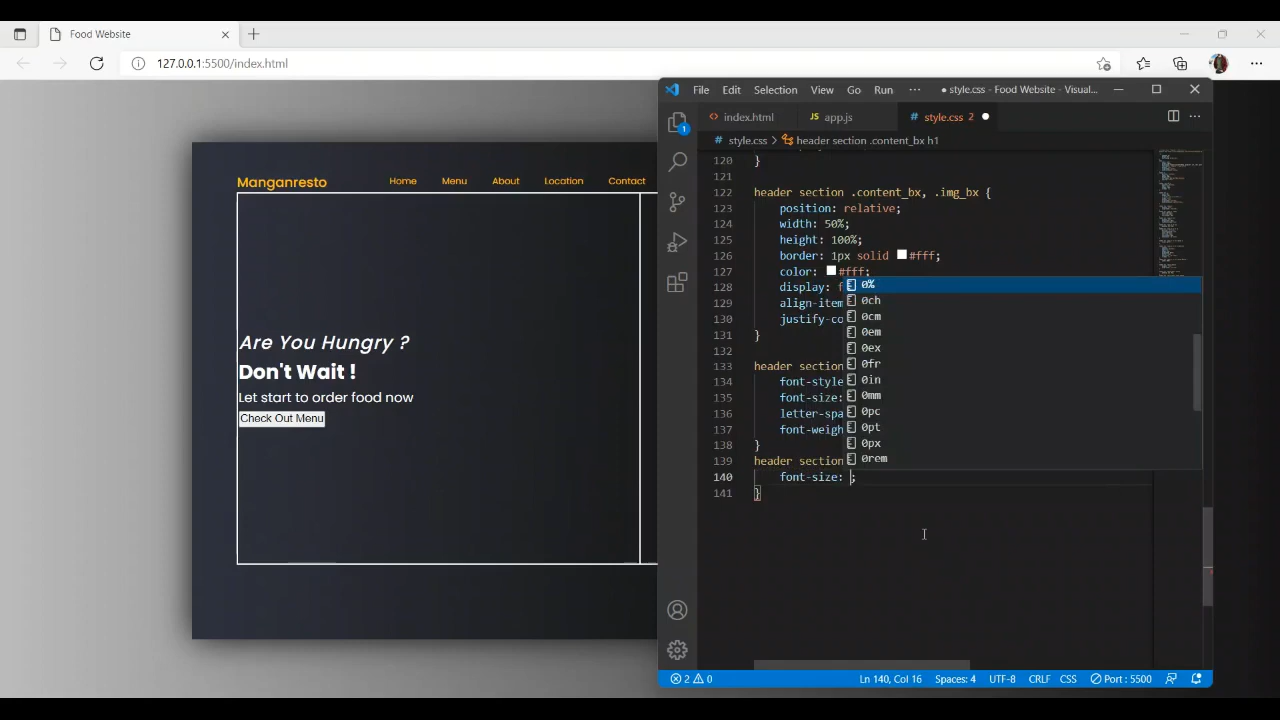 Food Website
127.0.0.1:5500/index.html
File Edit Selection View Go Run ··· ● style.css - Food Website - Visual...
index.html
JS app.js
# style.css 2
# style.css > header section .content_bx h1
Manganresto
Home Menu About Location Contact
Are You Hungry ?
Don't Wait !
Let start to order food now
Check Out Menu
120 }
121
122 header section .content_bx, .img_bx {
123 position: relative;
124 width: 50%;
125 height: 100%;
126 border: 1px solid #fff;
127 color: #fff;
128 display: f
129 align-item
130 justify-co
131 }
132
133 header section
134 font-style
135 font-size:
136 letter-spa
137 font-weigh
138 }
139 header section
140 font-size: ;
141 }
0%
0ch
0cm
0em
0ex
0fr
0in
0mm
0pc
0pt
0px
0rem
1
2 0 Ln 140, Col 16 Spaces: 4 UTF-8 CRLF CSS Port : 5500